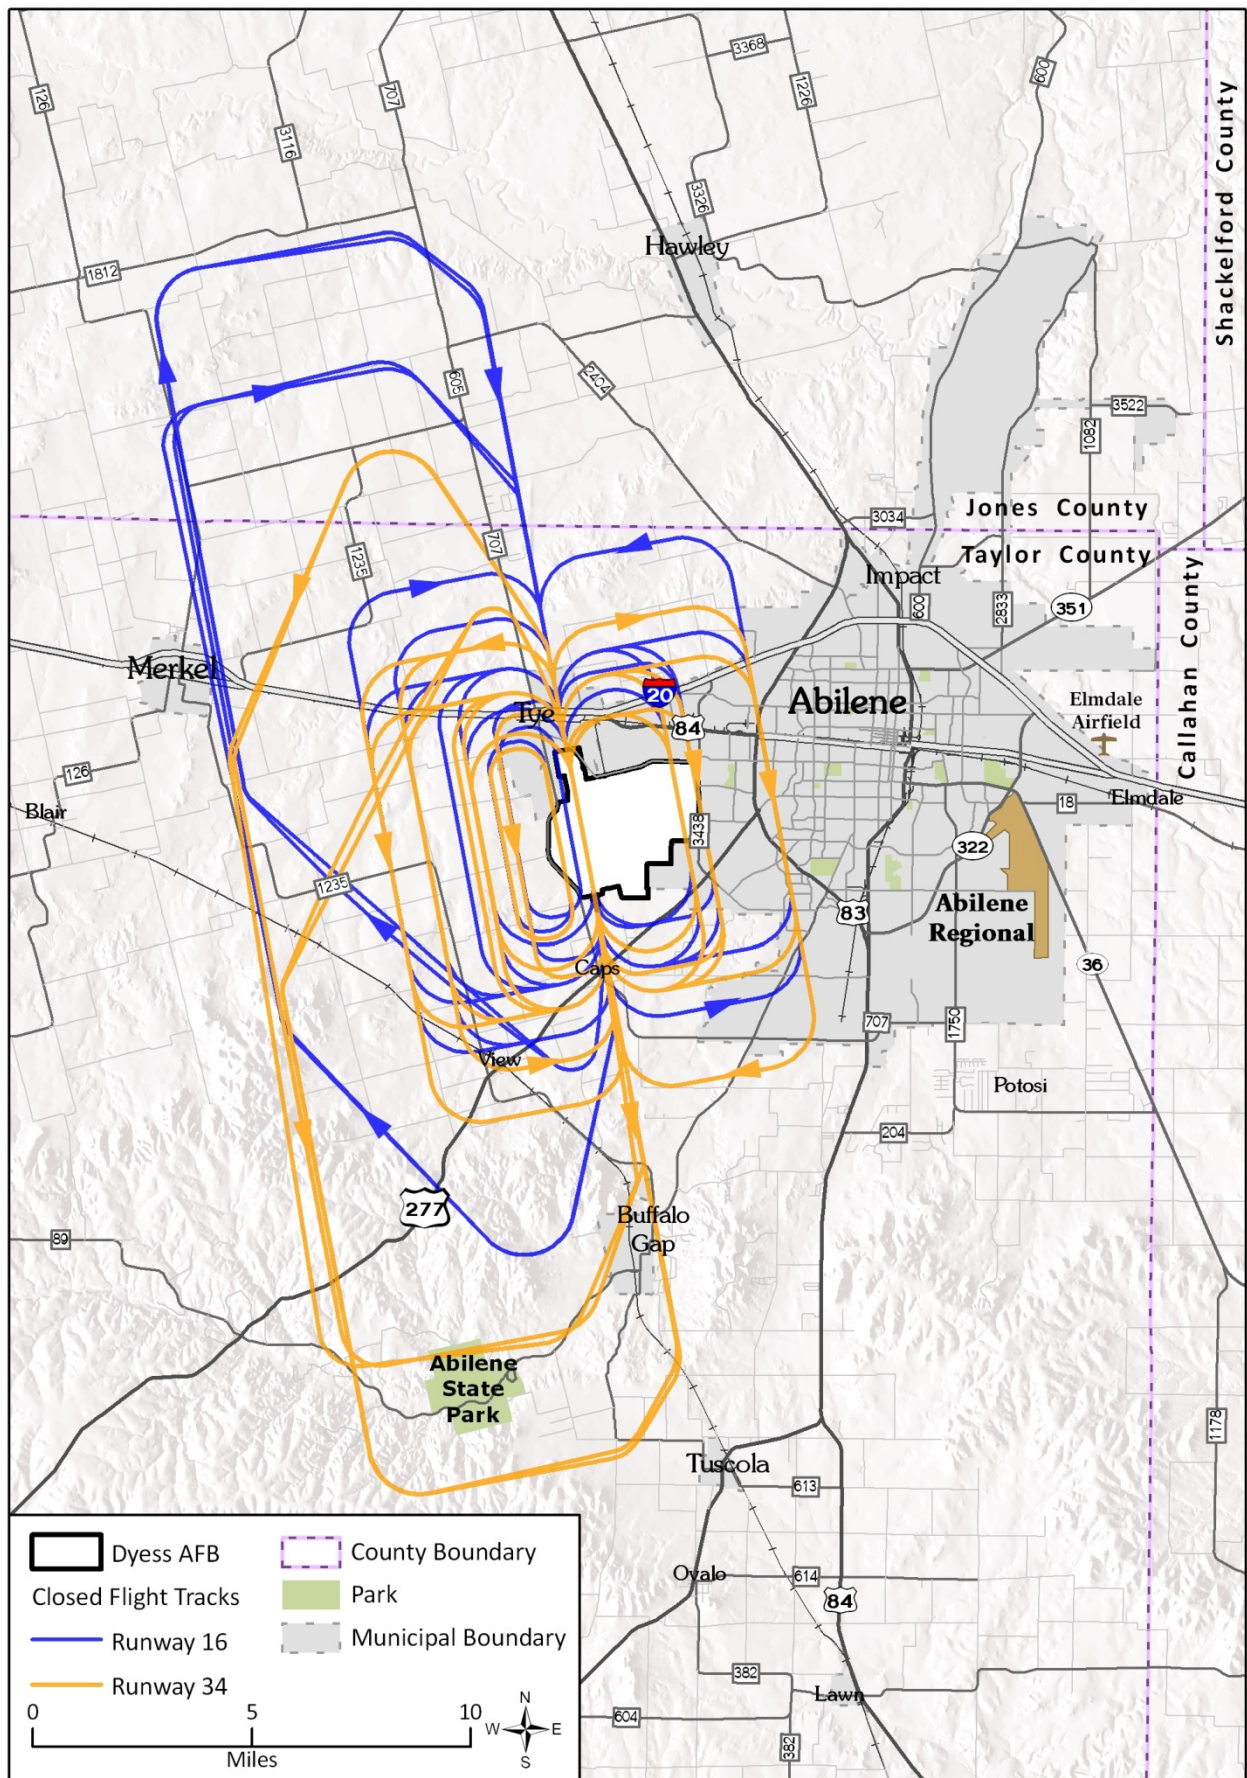 3368
600
126
707
1226
3116
Shackelford County
3326
Hawley
1812
2404
605
3522
1082
3034
Jones County
Taylor County
707
1235
Impact
600
2833
351
Callahan County
Merkel
20
Abilene
Elmdale
Airfield
Tye
84
126
Blair
18
Elmdale
3438
322
1235
83
Abilene
Regional
36
Caps
707
1750
View
Potosi
204
277
Buffalo
Gap
89
Abilene
State
Park
1178
Tuscola
613
Ovalo
614
84
382
Lawn
604
382
Dyess AFB
Closed Flight Tracks
Runway 16
Runway 34
County Boundary
Park
Municipal Boundary
0 5 10
Miles
N
W E
S